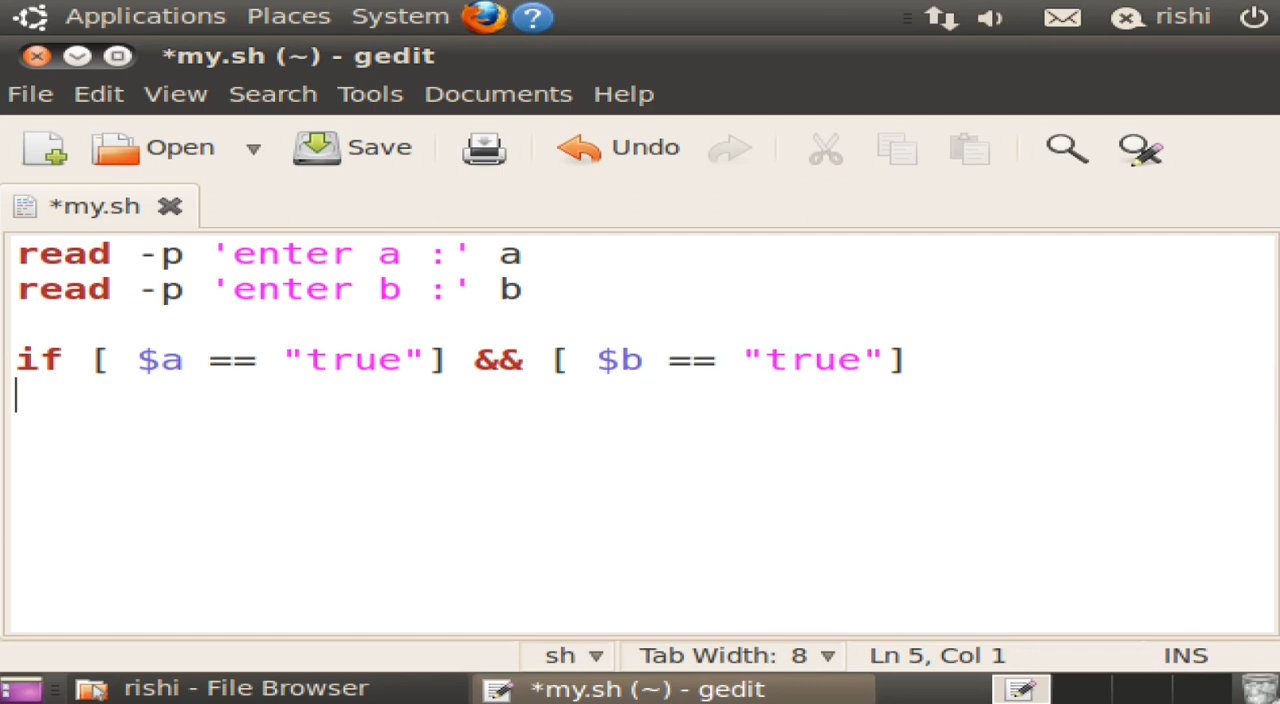 Applications Places System rishi
*my.sh (~) - gedit
File Edit View Search Tools Documents Help
Open Save Undo
*my.sh
read -p 'enter a :' a
read -p 'enter b :' b
if [ $a == "true"] && [ $b == "true"]
sh Tab Width: 8 Ln 5, Col 1 INS
rishi - File Browser *my.sh (~) - gedit